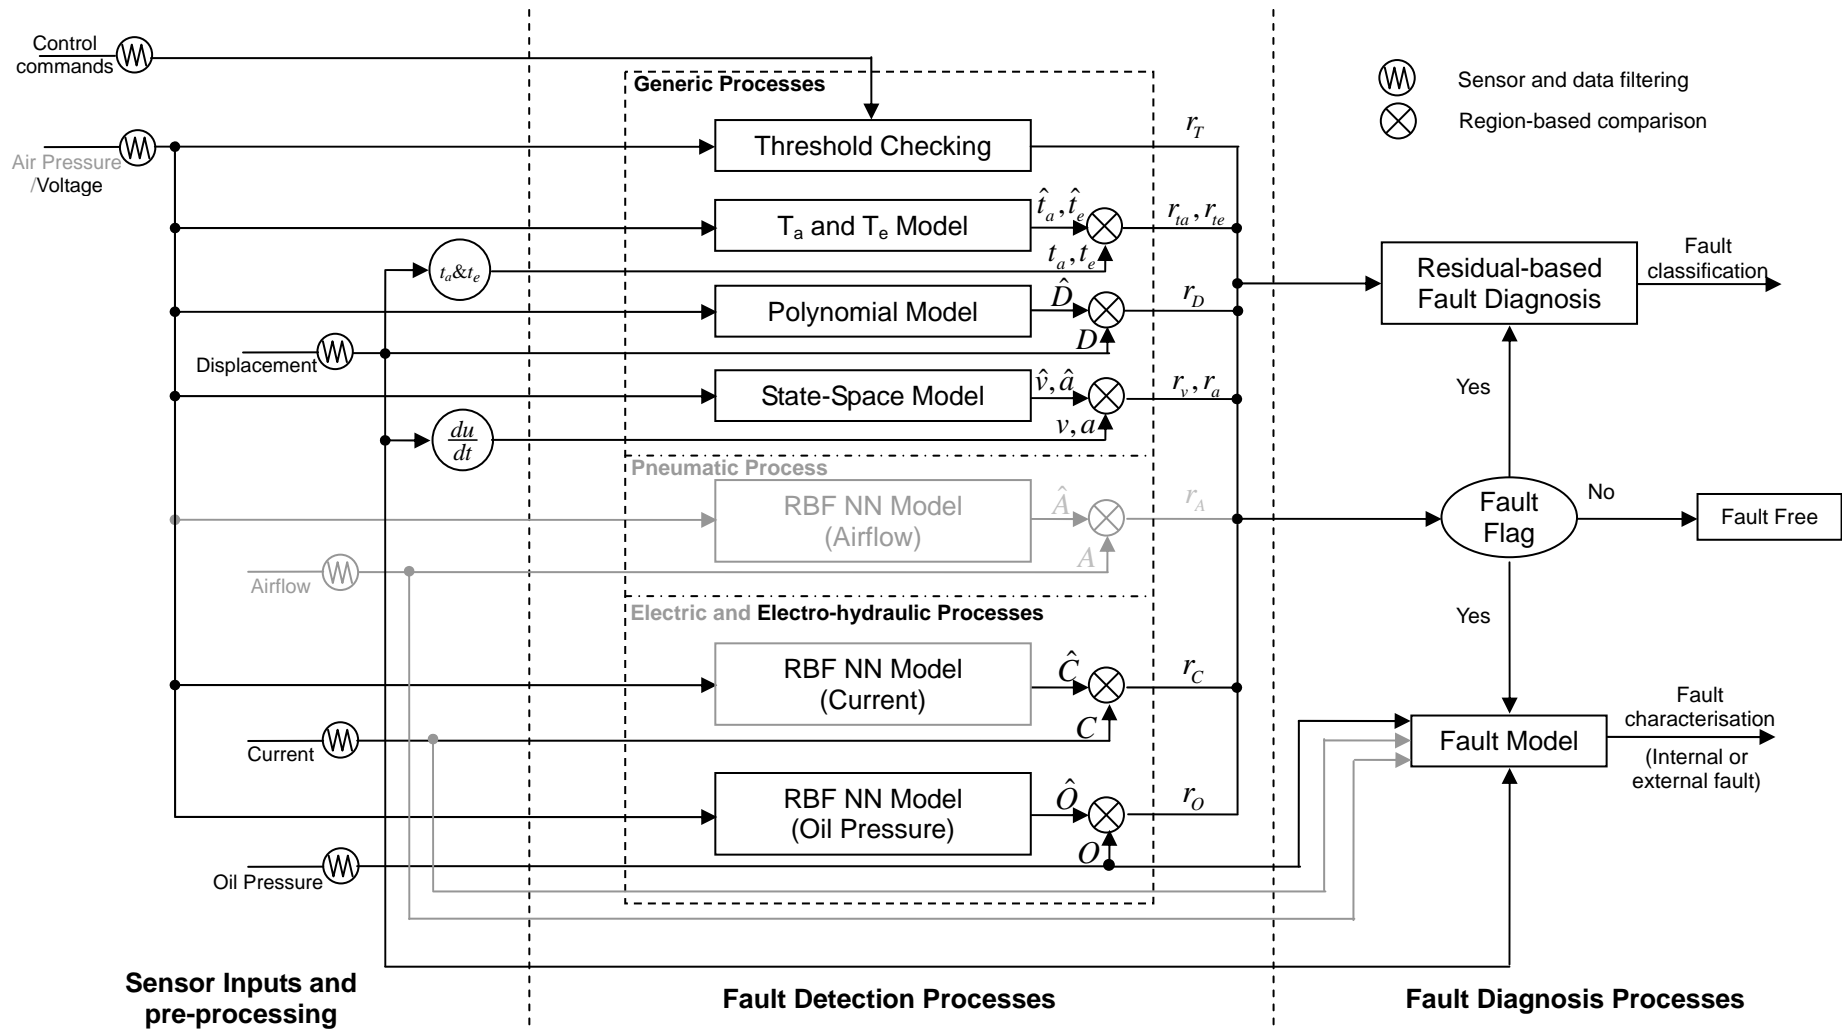 Control
commands
Air Pressure
/Voltage
Displacement
Airflow
Current
Oil Pressure
t_a&t_e
du
dt
Generic Processes
Threshold Checking
T_a and T_e Model
t̂_a, t̂_e
t_a, t_e
Polynomial Model
D̂
D
State-Space Model
v̂, â
v, a
Pneumatic Process
RBF NN Model
(Airflow)
Â
A
Electric and Electro-hydraulic Processes
RBF NN Model
(Current)
Ĉ
C
RBF NN Model
(Oil Pressure)
Ô
O
r_T
r_ta, r_te
r_D
r_v, r_a
r_A
r_C
r_O
Sensor and data filtering
Region-based comparison
Residual-based
Fault Diagnosis
Fault
classification
Yes
Fault
Flag
No
Fault Free
Yes
Fault Model
Fault
characterisation
(Internal or
external fault)
Sensor Inputs and
pre-processing
Fault Detection Processes
Fault Diagnosis Processes